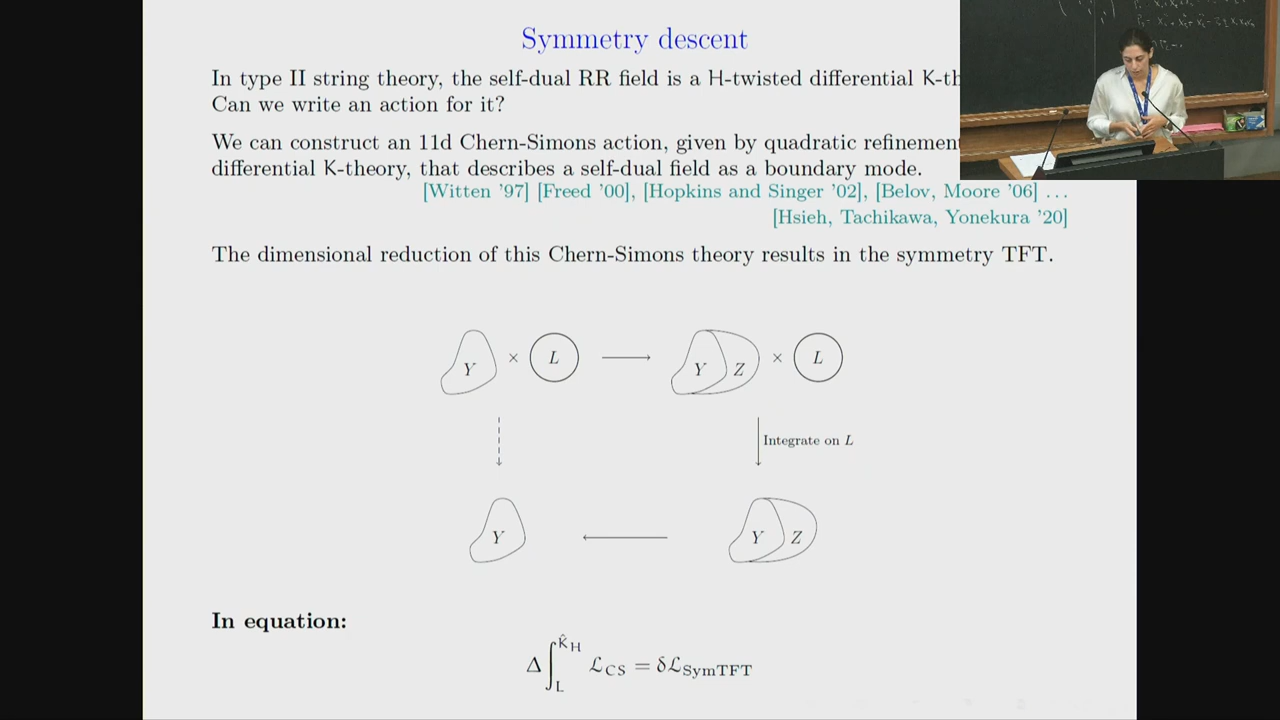 Symmetry descent
In type II string theory, the self-dual RR field is a H-twisted differential K-th
Can we write an action for it?
We can construct an 11d Chern-Simons action, given by quadratic refinement
differential K-theory, that describes a self-dual field as a boundary mode.
[Witten '97] [Freed '00], [Hopkins and Singer '02], [Belov, Moore '06] ...
[Hsieh, Tachikawa, Yonekura '20]
The dimensional reduction of this Chern-Simons theory results in the symmetry TFT.
Y × L ⟶ Y Z × L
Integrate on L
Y ⟵ Y Z
In equation:
Δ ∫_L^{K̂_H} ℒ_CS = δℒ_SymTFT